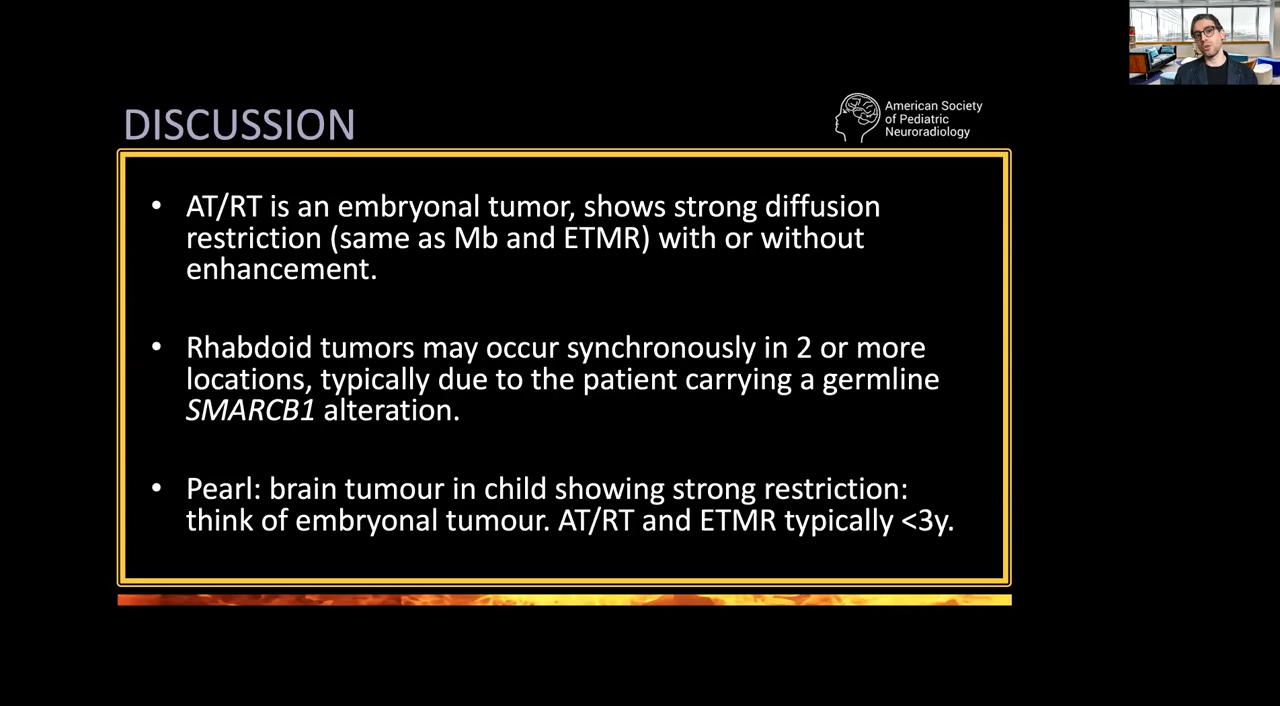 DISCUSSION
American Society
of Pediatric
Neuroradiology
• AT/RT is an embryonal tumor, shows strong diffusion
restriction (same as Mb and ETMR) with or without
enhancement.
• Rhabdoid tumors may occur synchronously in 2 or more
locations, typically due to the patient carrying a germline
SMARCB1 alteration.
• Pearl: brain tumour in child showing strong restriction:
think of embryonal tumour. AT/RT and ETMR typically <3y.